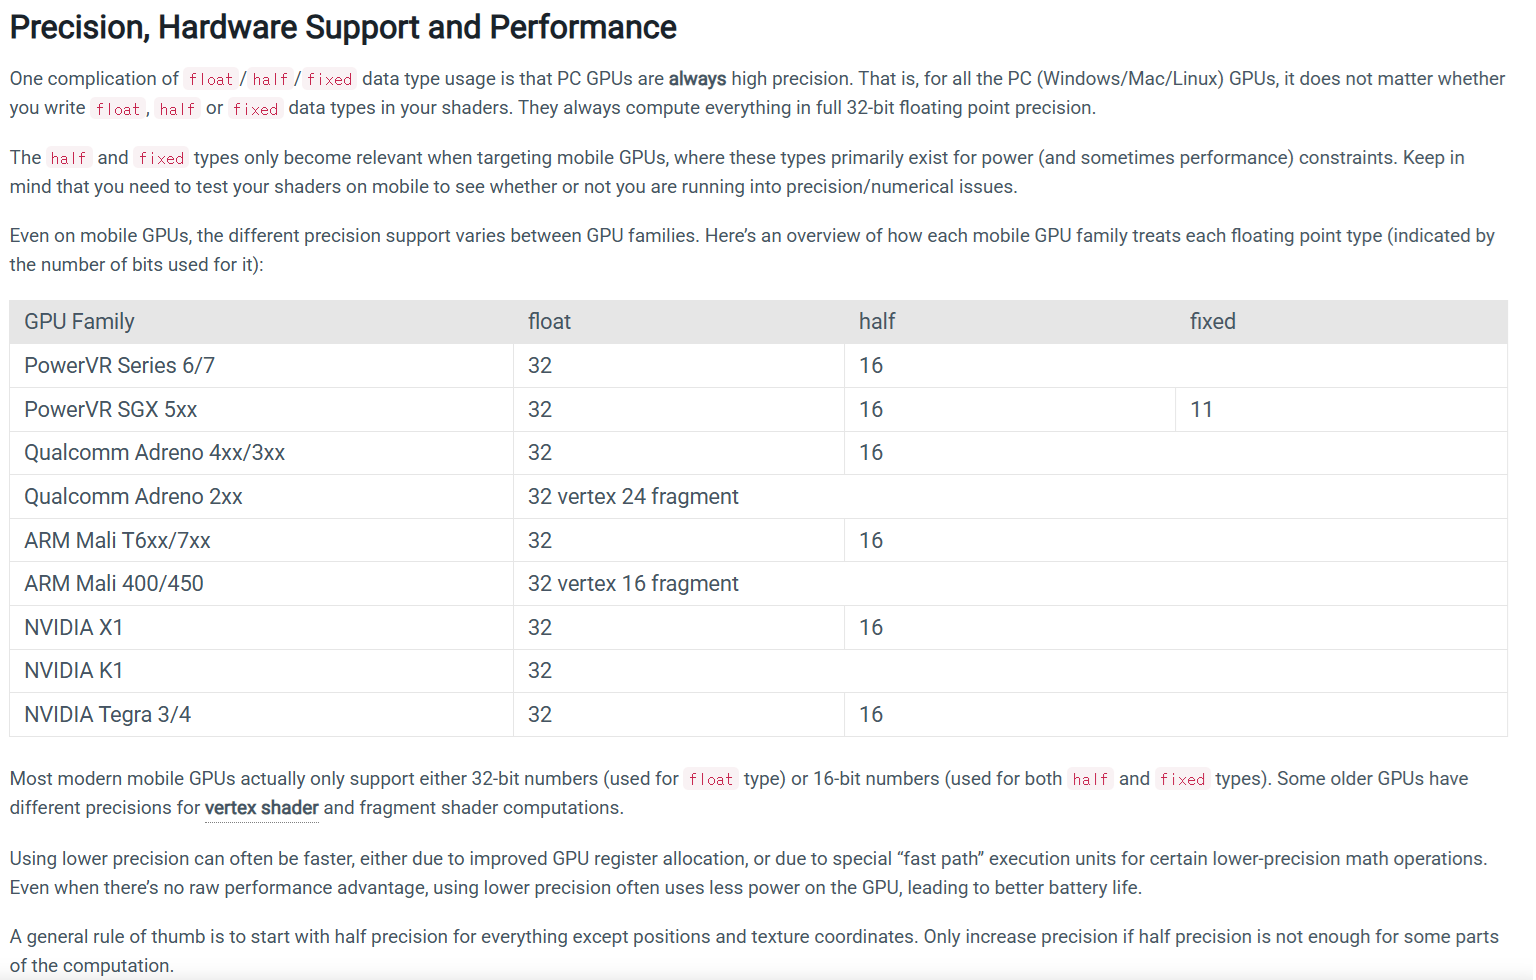 Precision, Hardware Support and Performance
One complication of float / half / fixed data type usage is that PC GPUs are always high precision. That is, for all the PC (Windows/Mac/Linux) GPUs, it does not matter whether
you write float, half or fixed data types in your shaders. They always compute everything in full 32-bit floating point precision.
The half and fixed types only become relevant when targeting mobile GPUs, where these types primarily exist for power (and sometimes performance) constraints. Keep in
mind that you need to test your shaders on mobile to see whether or not you are running into precision/numerical issues.
Even on mobile GPUs, the different precision support varies between GPU families. Here’s an overview of how each mobile GPU family treats each floating point type (indicated by
the number of bits used for it):
GPU Family float half fixed
PowerVR Series 6/7 32 16
PowerVR SGX 5xx 32 16 11
Qualcomm Adreno 4xx/3xx 32 16
Qualcomm Adreno 2xx 32 vertex 24 fragment
ARM Mali T6xx/7xx 32 16
ARM Mali 400/450 32 vertex 16 fragment
NVIDIA X1 32 16
NVIDIA K1 32
NVIDIA Tegra 3/4 32 16
Most modern mobile GPUs actually only support either 32-bit numbers (used for float type) or 16-bit numbers (used for both half and fixed types). Some older GPUs have
different precisions for vertex shader and fragment shader computations.
Using lower precision can often be faster, either due to improved GPU register allocation, or due to special “fast path” execution units for certain lower-precision math operations.
Even when there’s no raw performance advantage, using lower precision often uses less power on the GPU, leading to better battery life.
A general rule of thumb is to start with half precision for everything except positions and texture coordinates. Only increase precision if half precision is not enough for some parts
of the computation.